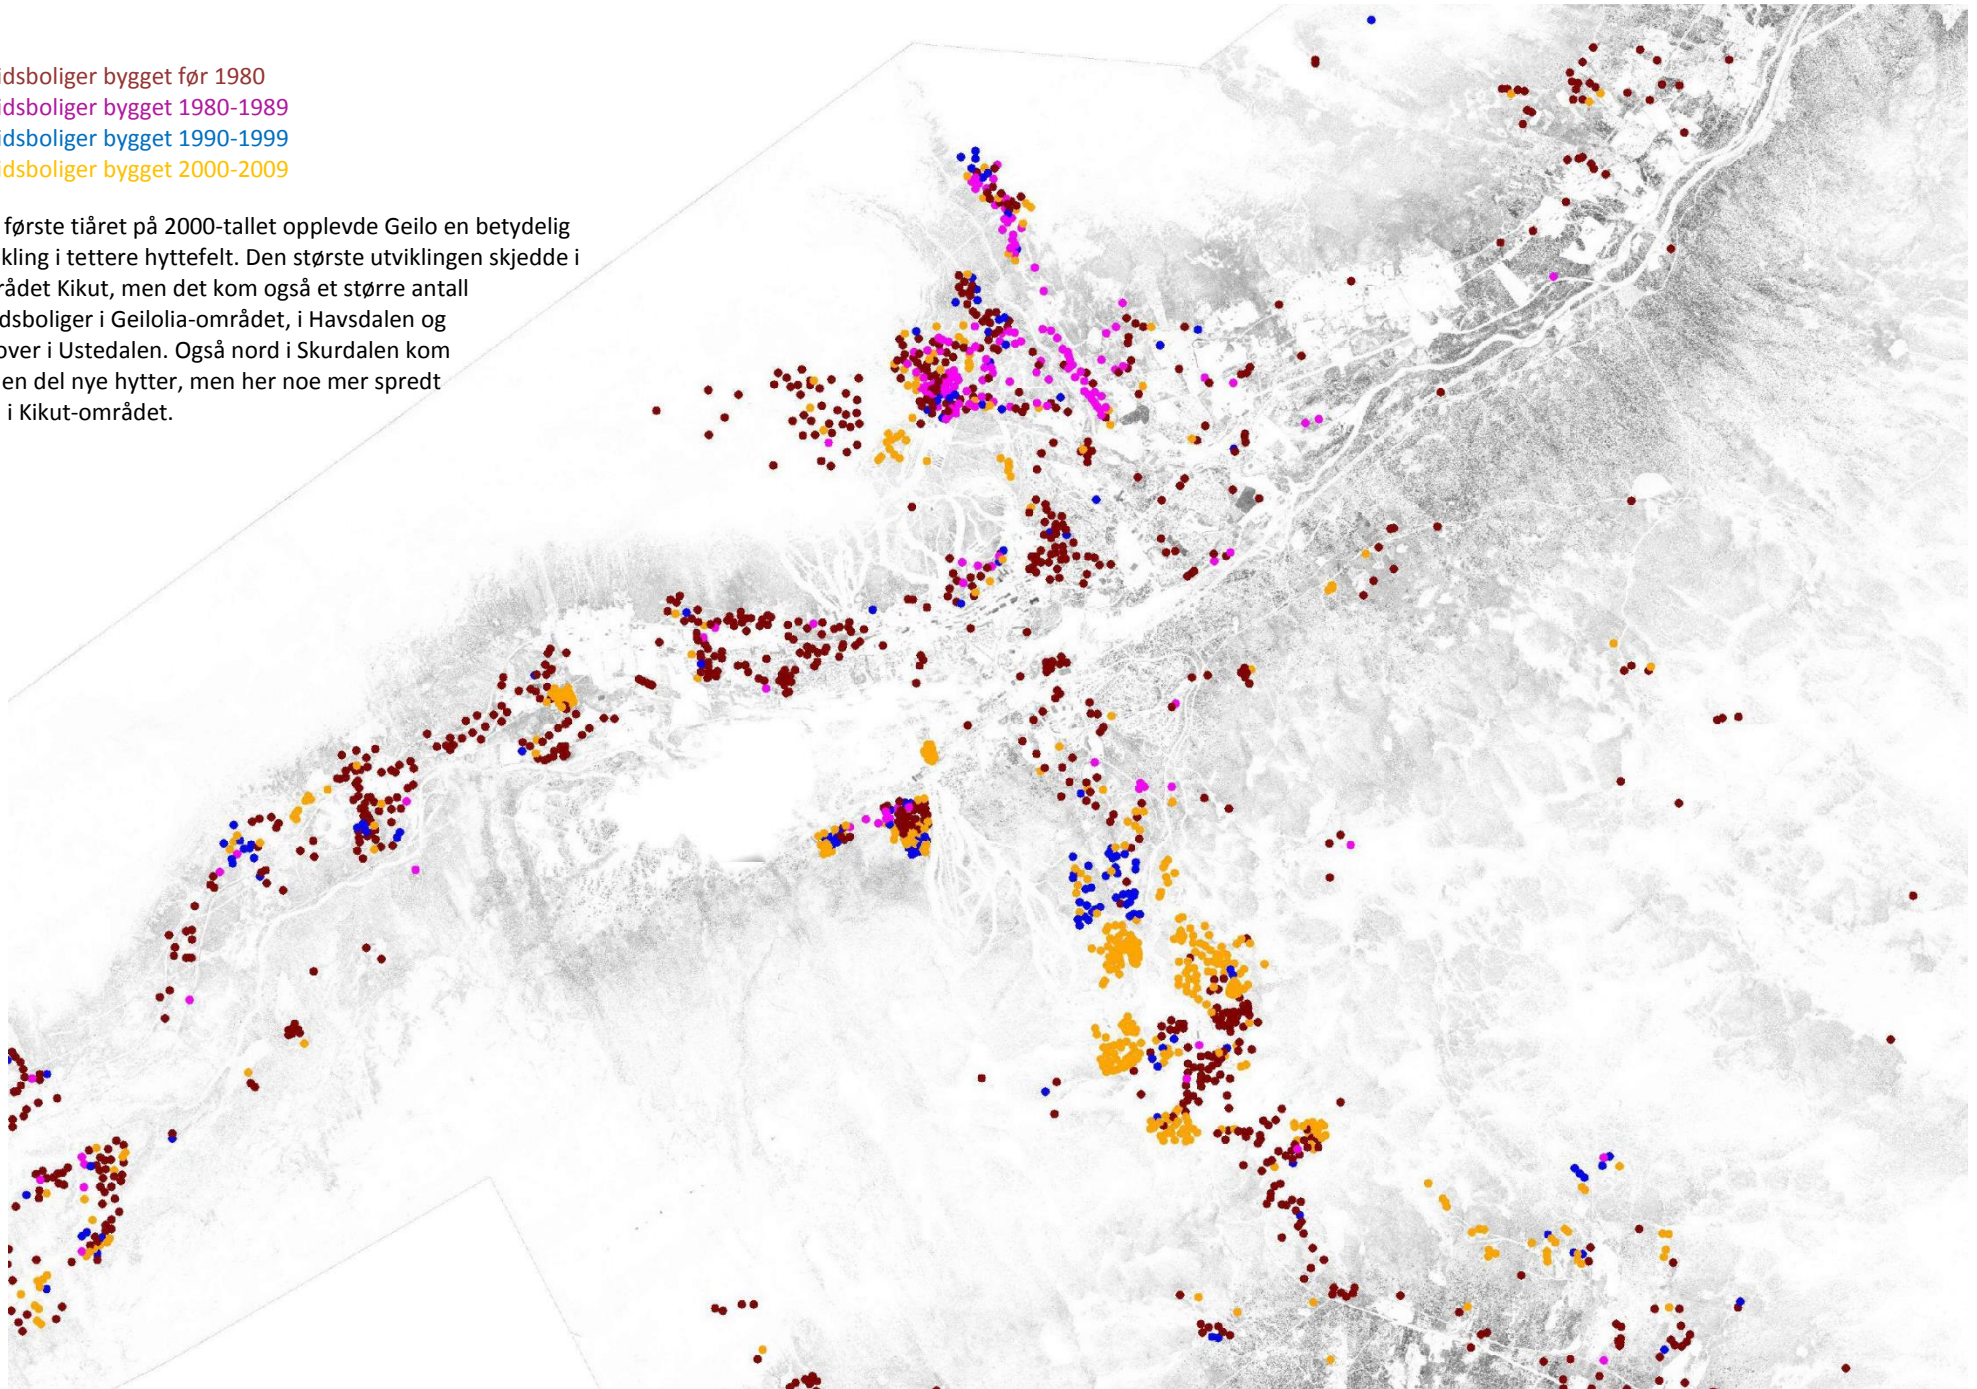 idsboliger bygget før 1980
idsboliger bygget 1980-1989
idsboliger bygget 1990-1999
idsboliger bygget 2000-2009
første tiåret på 2000-tallet opplevde Geilo en betydelig
kling i tettere hyttefelt. Den største utviklingen skjedde i
rådet Kikut, men det kom også et større antall
dsboliger i Geilolia-området, i Havsdalen og
over i Ustedalen. Også nord i Skurdalen kom
en del nye hytter, men her noe mer spredt
i Kikut-området.